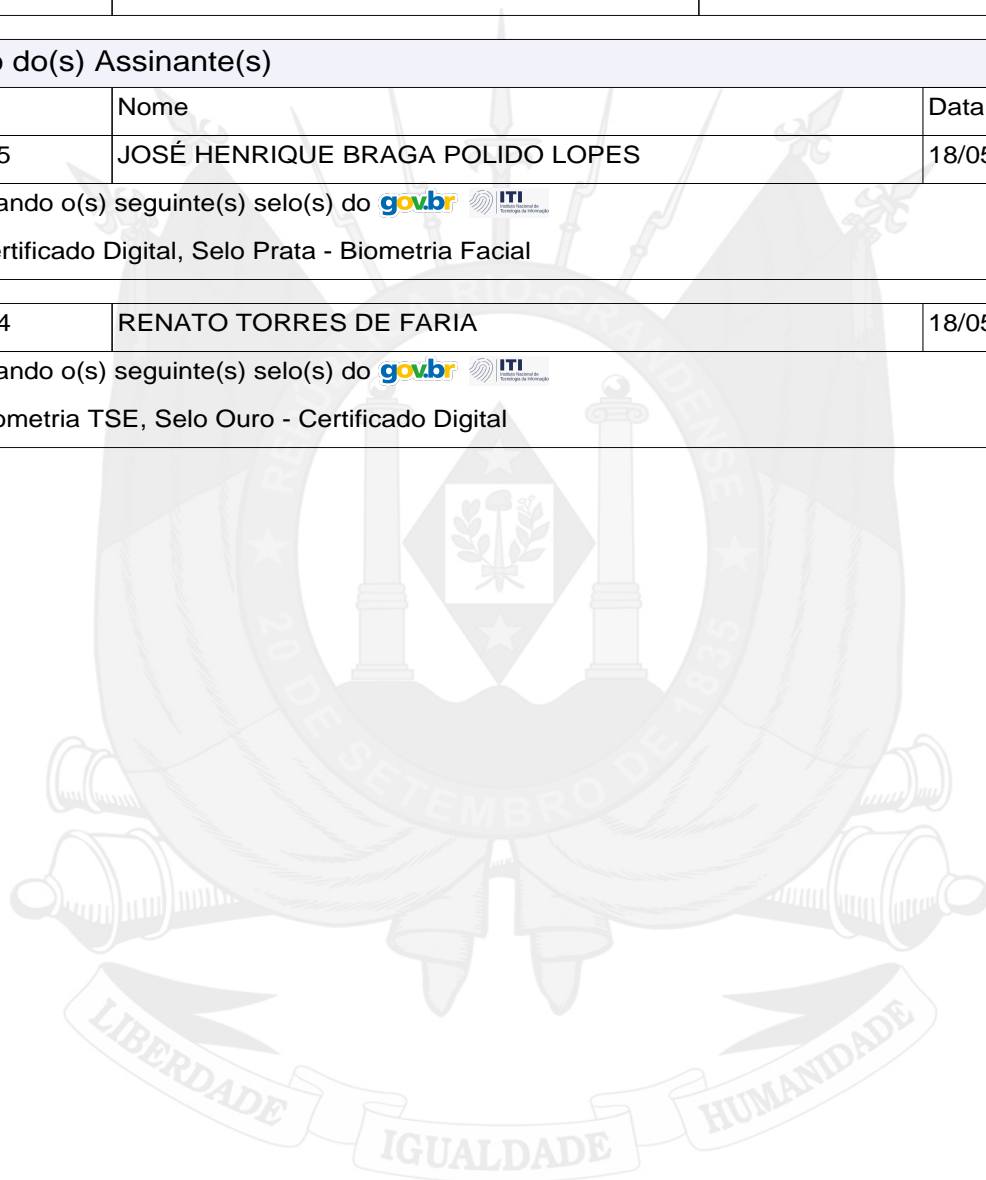 o do(s) Assinante(s)
Nome Data
5 JOSÉ HENRIQUE BRAGA POLIDO LOPES 18/05
ando o(s) seguinte(s) selo(s) do gov.br ITI
ertificado Digital, Selo Prata - Biometria Facial
4 RENATO TORRES DE FARIA 18/05
ando o(s) seguinte(s) selo(s) do gov.br ITI
ometria TSE, Selo Ouro - Certificado Digital
REPÚBLICA RIO-GRANDENSE
20 DE SETEMBRO DE 1835
LIBERDADE IGUALDADE HUMANIDADE